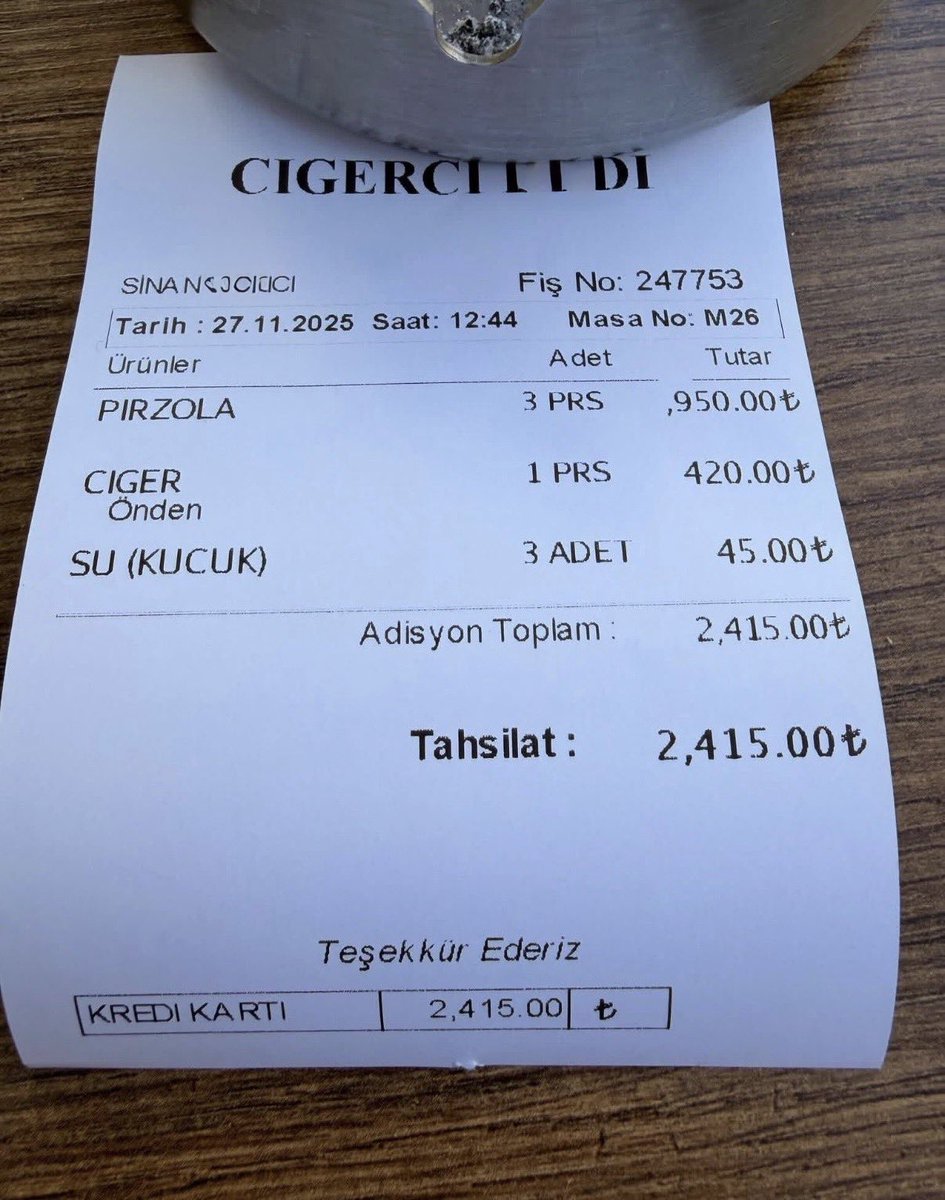 CIGERCI
Fiş No: 247753
Tarih : 27.11.2025 Saat: 12:44 Masa No: M26
Ürünler Adet Tutar
PIRZOLA 3 PRS ,950.00₺
CIGER 1 PRS 420.00₺
Önden
SU (KUCUK) 3 ADET 45.00₺
Adisyon Toplam : 2,415.00₺
Tahsilat : 2,415.00₺
Teşekkür Ederiz
KREDI KARTI 2,415.00 ₺